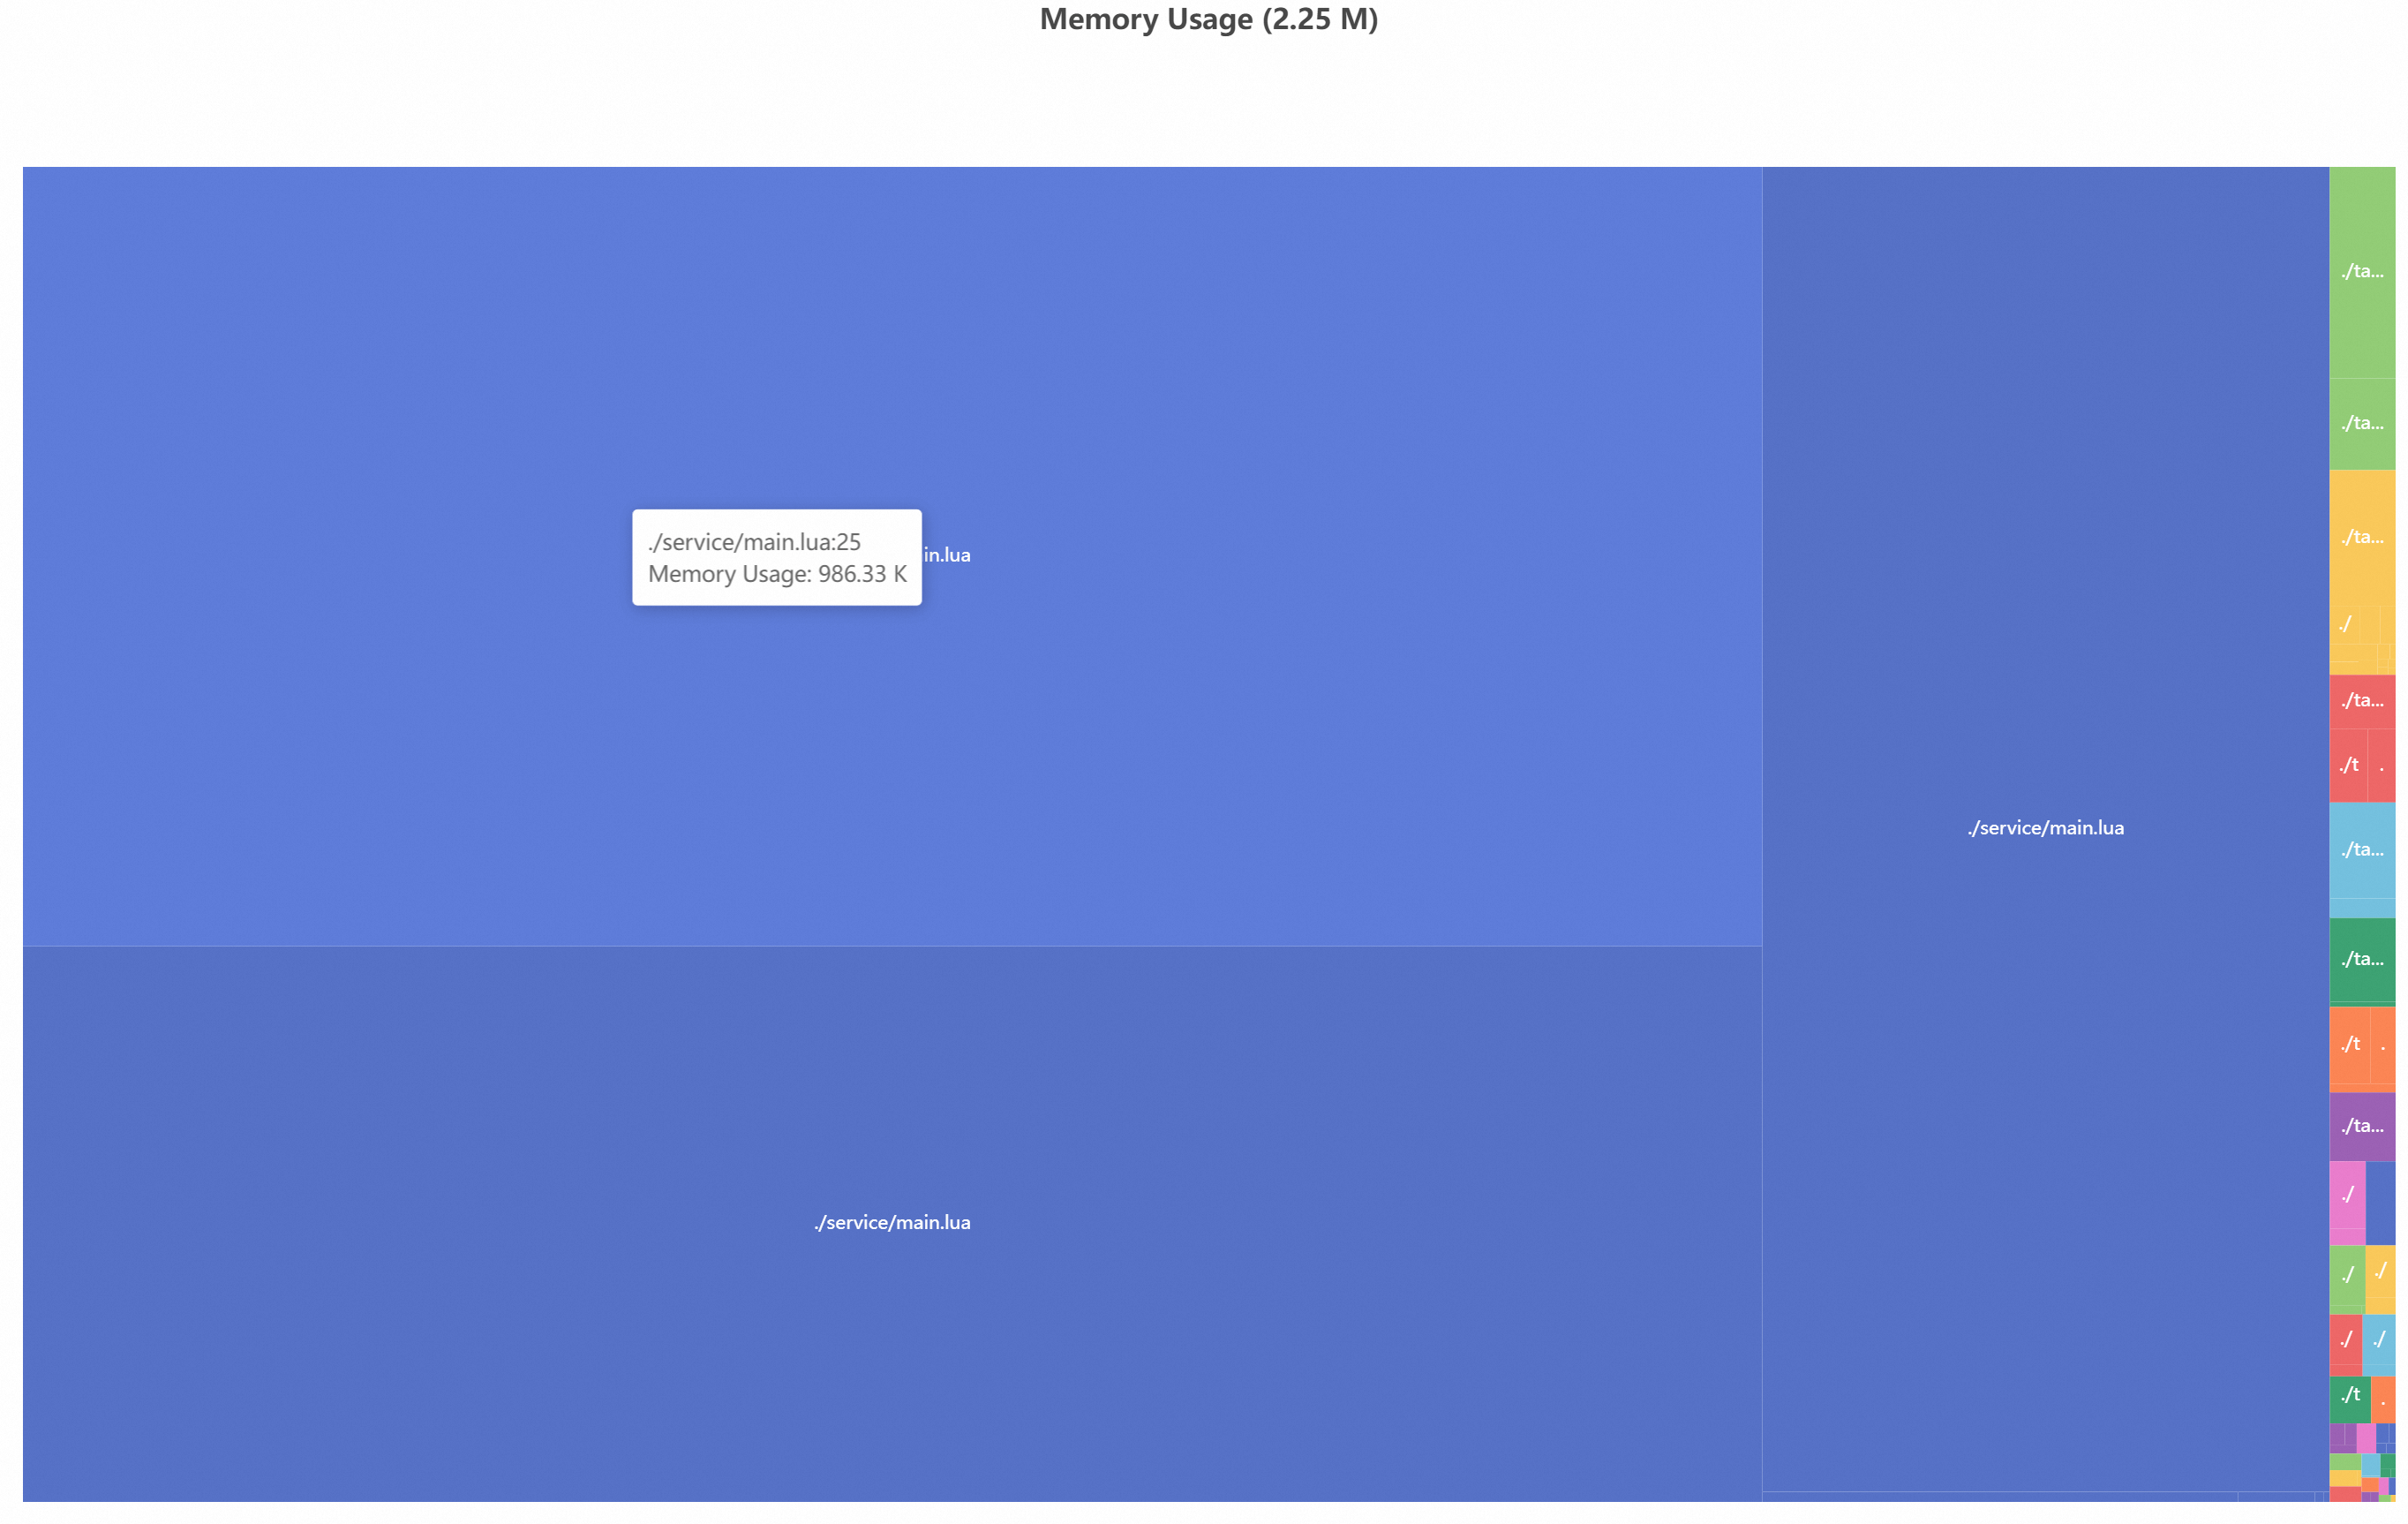 Memory Usage (2.25 M)
./service/main.lua:25
Memory Usage: 986.33 K
in.lua
./service/main.lua
./service/main.lua
./ta...
./ta...
./ta...
./
./ta...
./t .
./ta...
./ta...
./t .
./ta...
./
./ ./
./ ./
./t .